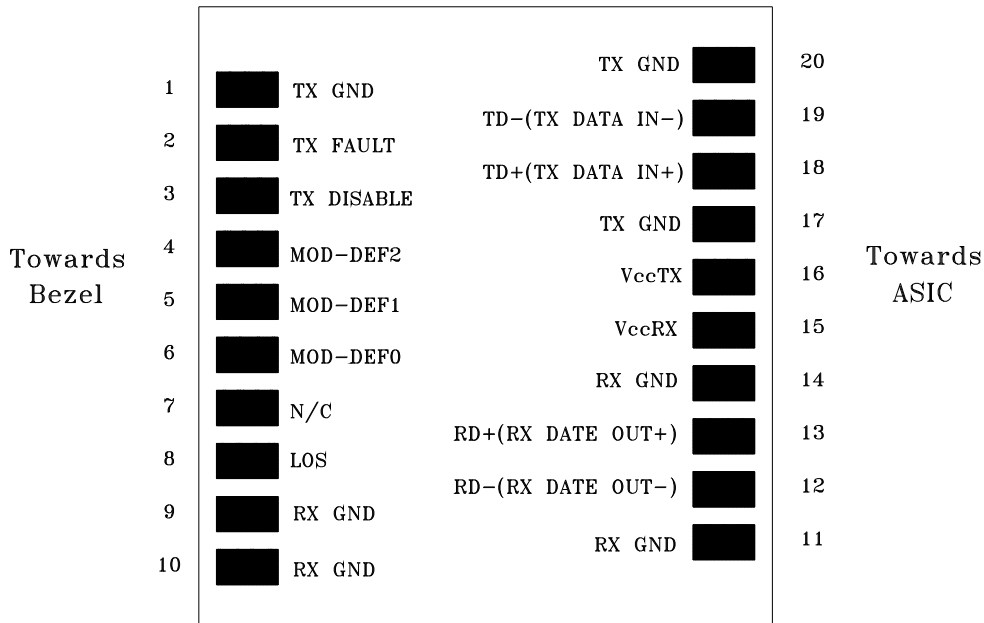 Towards
Bezel
1 TX GND
2 TX FAULT
3 TX DISABLE
4 MOD-DEF2
5 MOD-DEF1
6 MOD-DEF0
7 N/C
8 LOS
9 RX GND
10 RX GND
TX GND 20
TD-(TX DATA IN-) 19
TD+(TX DATA IN+) 18
TX GND 17
VccTX 16
VccRX 15
RX GND 14
RD+(RX DATE OUT+) 13
RD-(RX DATE OUT-) 12
RX GND 11
Towards
ASIC